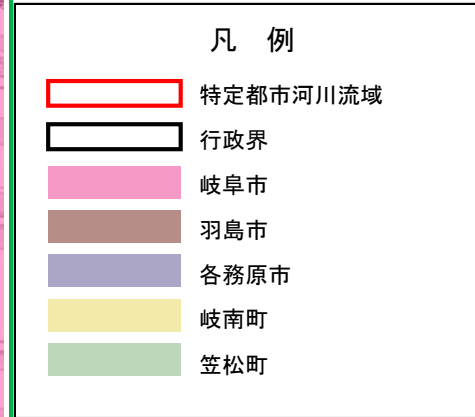 凡 例
特定都市河川流域
行政界
岐阜市
羽島市
各務原市
岐南町
笠松町